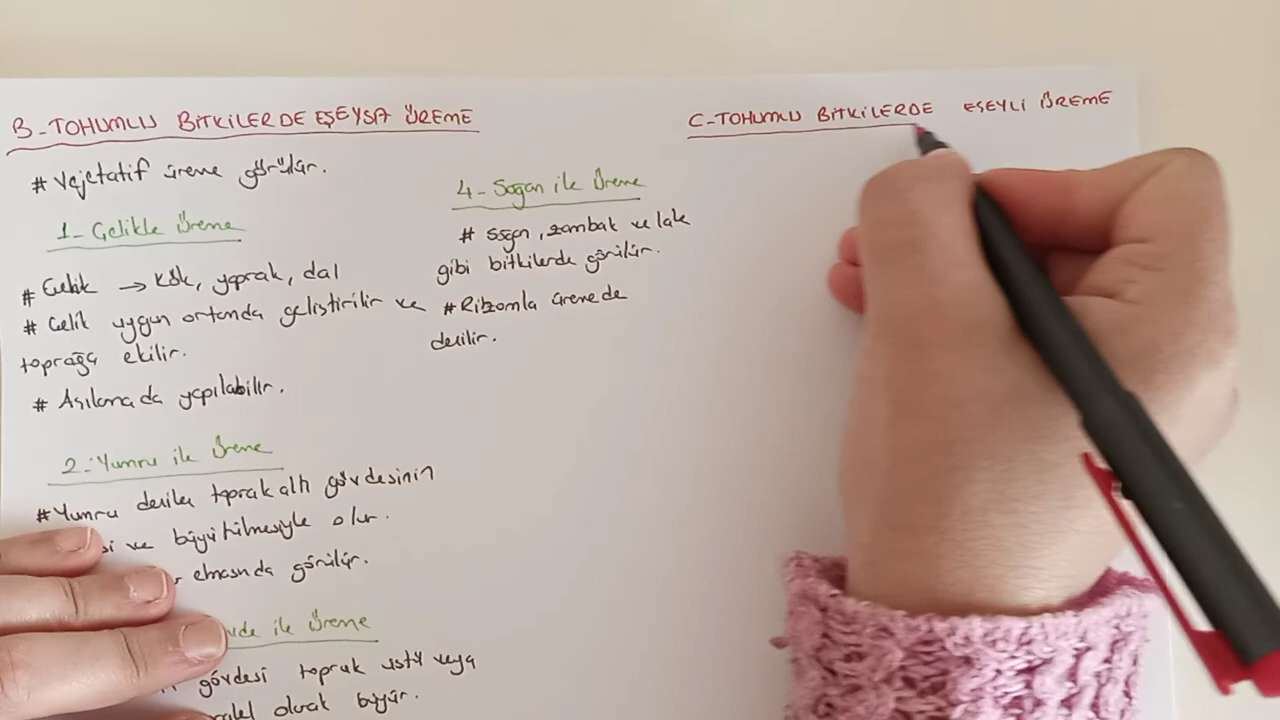 B-TOHUMLU BİTKİLERDE EŞEYSA ÜREME
# Vejetatif üreme görülür.
1- Çelikle Üreme
# Çelik → Kök, yaprak, dal
# Çelik uygun ortamda geliştirilir ve
toprağa ekilir.
# Aşılama da yapılabilir.
2- Yumru ile Üreme
# Yumru denilen toprak altı gövdesinin
ve büyütülmesiyle olur.
elmasında görülür.
ile Üreme
gövdesi toprak üstü veya
olarak büyür.
4- Soğan ile Üreme
# Soğan, zambak ve lale
gibi bitkilerde görülür.
# Rizomla üreme de
denilir.
C-TOHUMLU BİTKİLERDE EŞEYLİ ÜREME